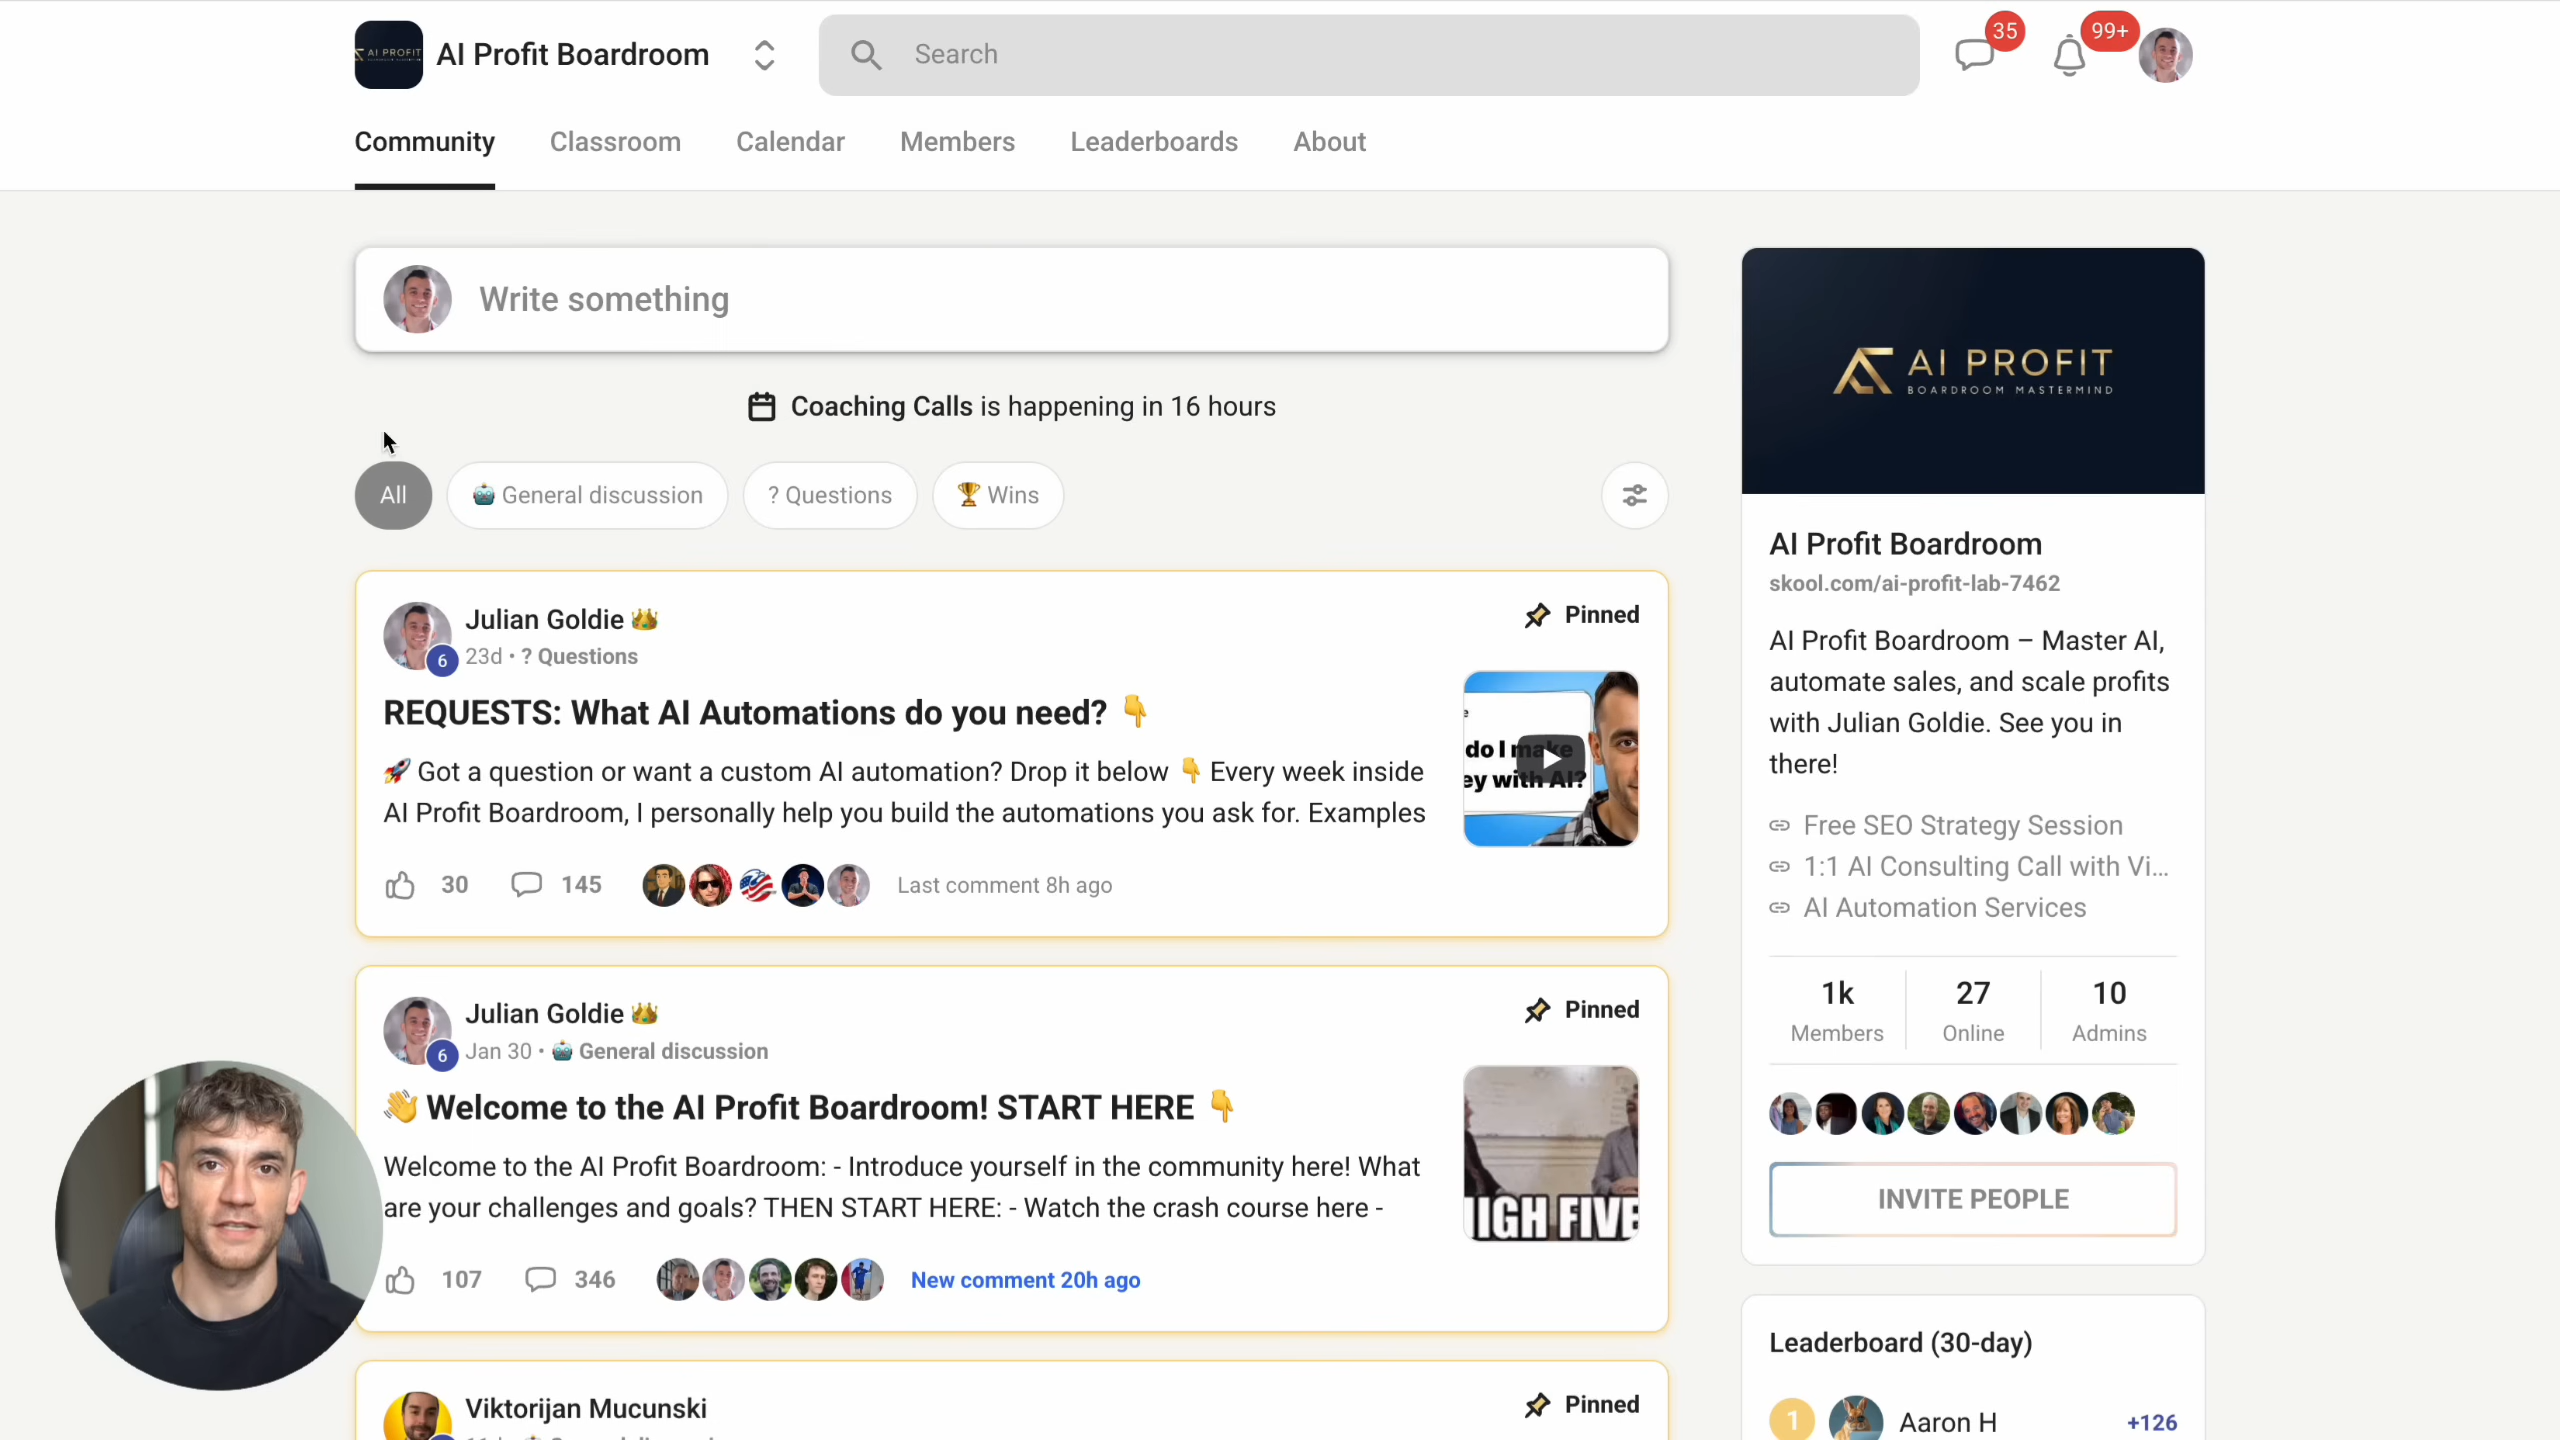 AI PROFIT
AI Profit Boardroom
Search
35
99+
Community
Classroom
Calendar
Members
Leaderboards
About
Write something
Coaching Calls is happening in 16 hours
All
General discussion
? Questions
Wins
Julian Goldie
6
23d • ? Questions
Pinned
REQUESTS: What AI Automations do you need?
Got a question or want a custom AI automation? Drop it below Every week inside
AI Profit Boardroom, I personally help you build the automations you ask for. Examples
do I make
ey with AI?
30
145
Last comment 8h ago
Julian Goldie
6
Jan 30 • General discussion
Pinned
Welcome to the AI Profit Boardroom! START HERE
Welcome to the AI Profit Boardroom: - Introduce yourself in the community here! What
are your challenges and goals? THEN START HERE: - Watch the crash course here -
HIGH FIVE
107
346
New comment 20h ago
Viktorijan Mucunski
Pinned
AI PROFIT
BOARDROOM MASTERMIND
AI Profit Boardroom
skool.com/ai-profit-lab-7462
AI Profit Boardroom – Master AI,
automate sales, and scale profits
with Julian Goldie. See you in
there!
Free SEO Strategy Session
1:1 AI Consulting Call with Vi...
AI Automation Services
1k
Members
27
Online
10
Admins
INVITE PEOPLE
Leaderboard (30-day)
1
Aaron H
+126